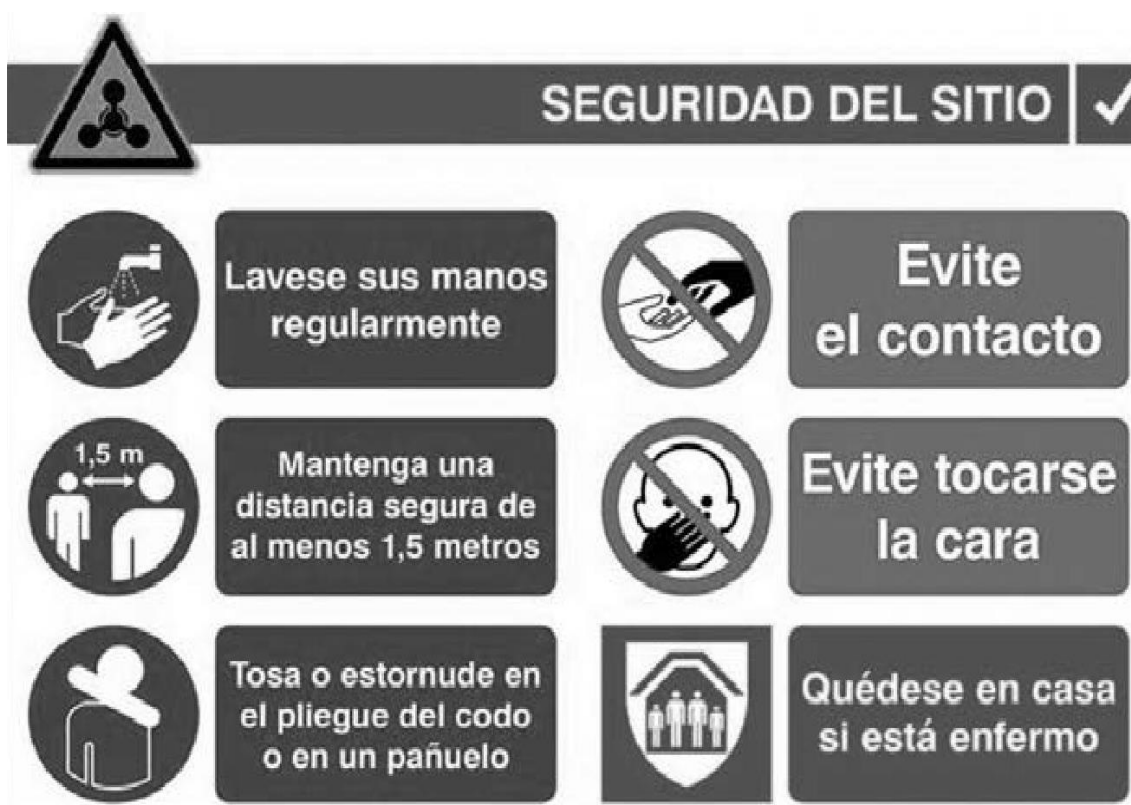 SEGURIDAD DEL SITIO
Lavese sus manos
regularmente
Evite
el contacto
1,5 m
Mantenga una
distancia segura de
al menos 1,5 metros
Evite tocarse
la cara
Tosa o estornude en
el pliegue del codo
o en un pañuelo
Quédese en casa
si está enfermo